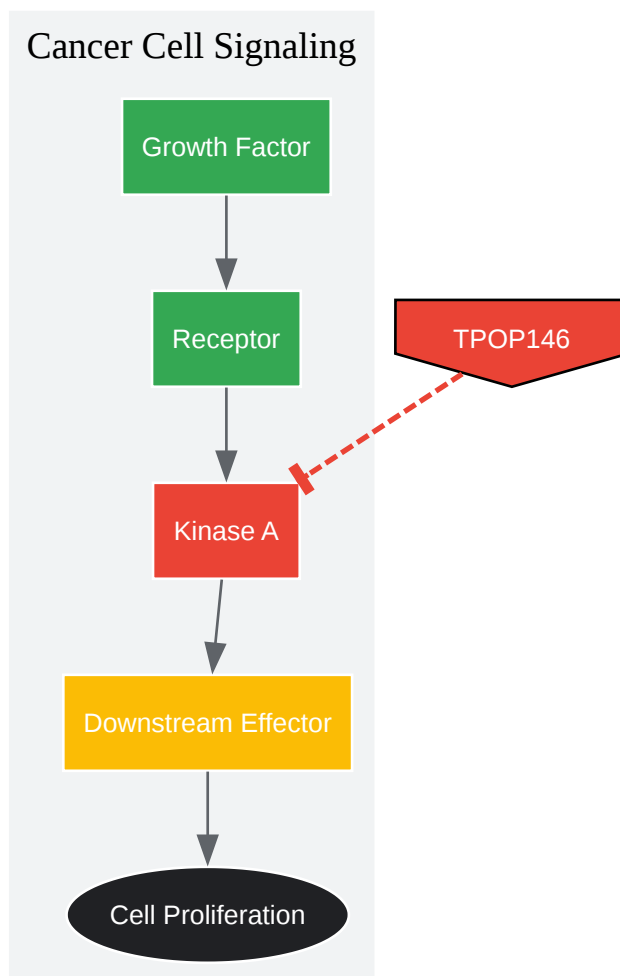 Cancer Cell Signaling
Growth Factor
Receptor
TPOP146
Kinase A
Downstream Effector
Cell Proliferation